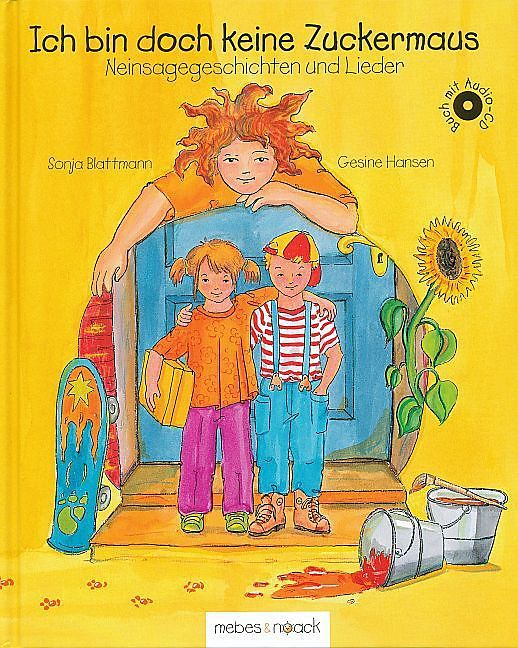 Ich bin doch keine Zuckermaus
Neinsagegeschichten und Lieder
Buch mit Audio-CD
Sonja Blattmann
Gesine Hansen
mebes & noack